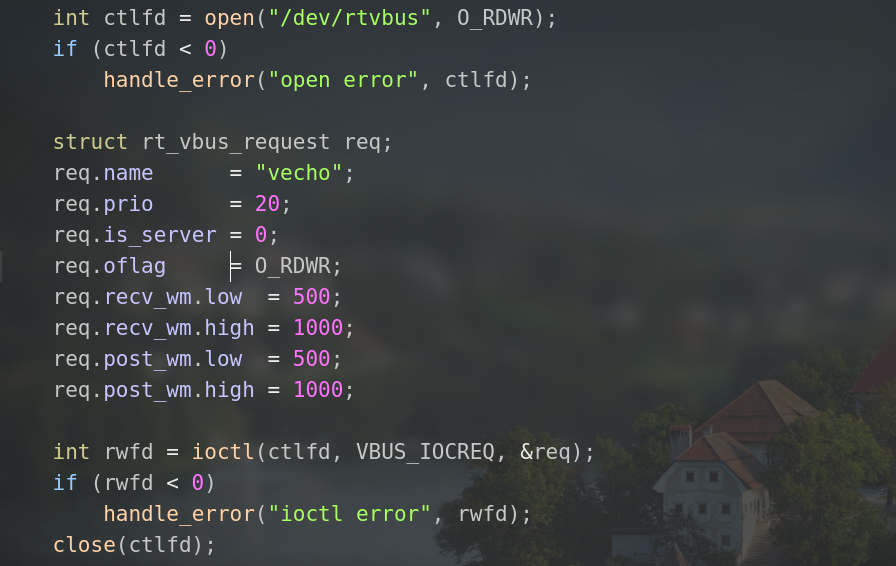 int ctlfd = open("/dev/rtvbus", O_RDWR);
if (ctlfd < 0)
    handle_error("open error", ctlfd);

struct rt_vbus_request req;
req.name      = "vecho";
req.prio      = 20;
req.is_server = 0;
req.oflag     = O_RDWR;
req.recv_wm.low  = 500;
req.recv_wm.high = 1000;
req.post_wm.low  = 500;
req.post_wm.high = 1000;

int rwfd = ioctl(ctlfd, VBUS_IOCREQ, &req);
if (rwfd < 0)
    handle_error("ioctl error", rwfd);
close(ctlfd);